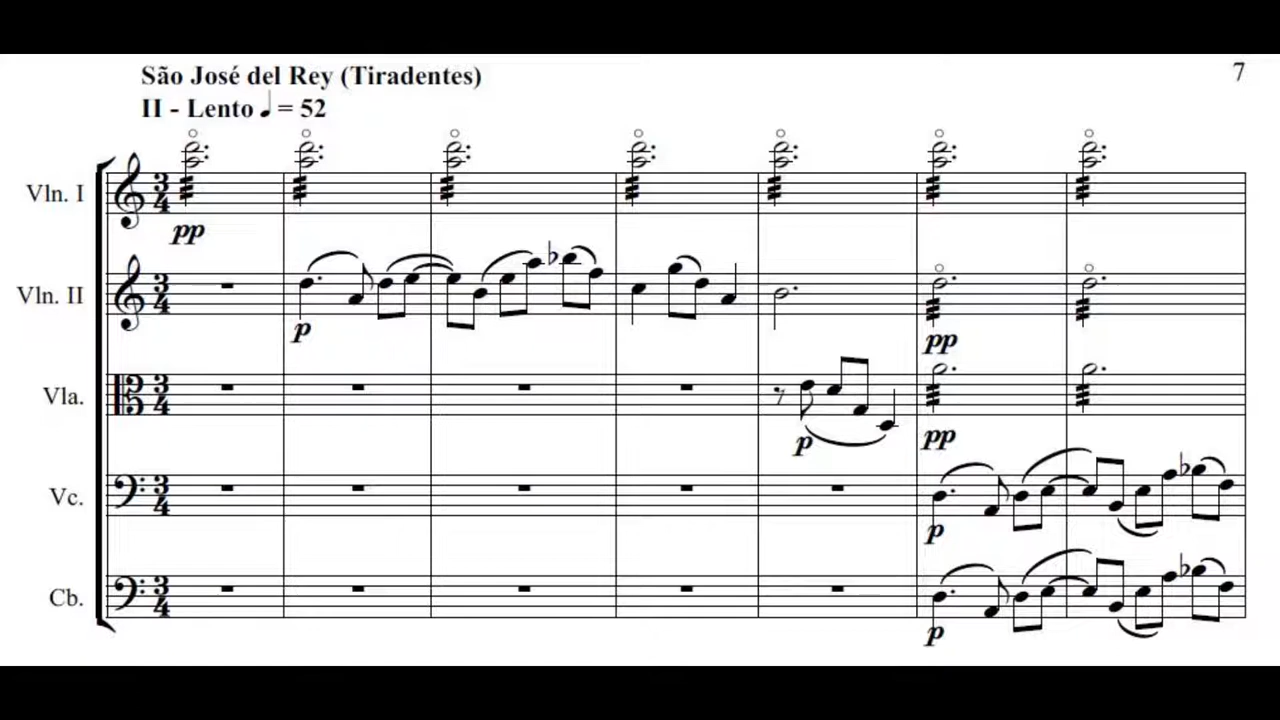 São José del Rey (Tiradentes)
7
II - Lento ♩ = 52
Vln. I
pp
Vln. II
p
pp
Vla.
p
pp
Vc.
p
Cb.
p